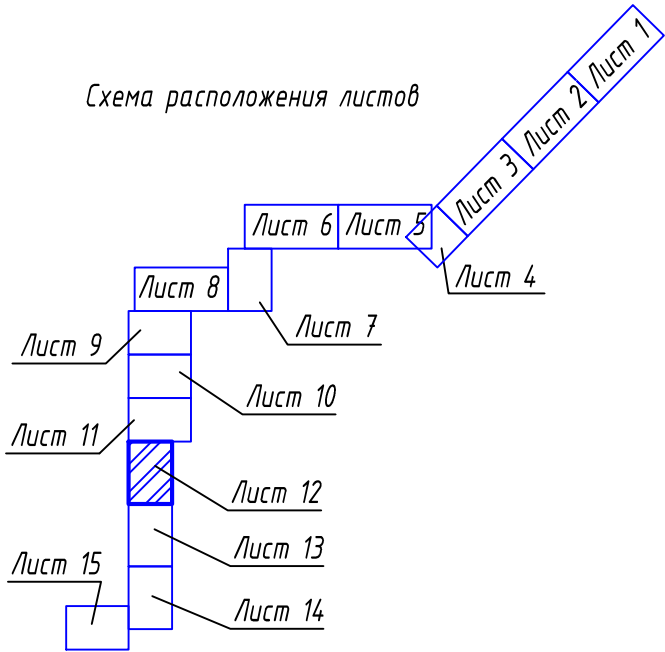 Схема расположения листов
Лист 1
Лист 2
Лист 3
Лист 4
Лист 5
Лист 6
Лист 7
Лист 8
Лист 9
Лист 10
Лист 11
Лист 12
Лист 13
Лист 14
Лист 15